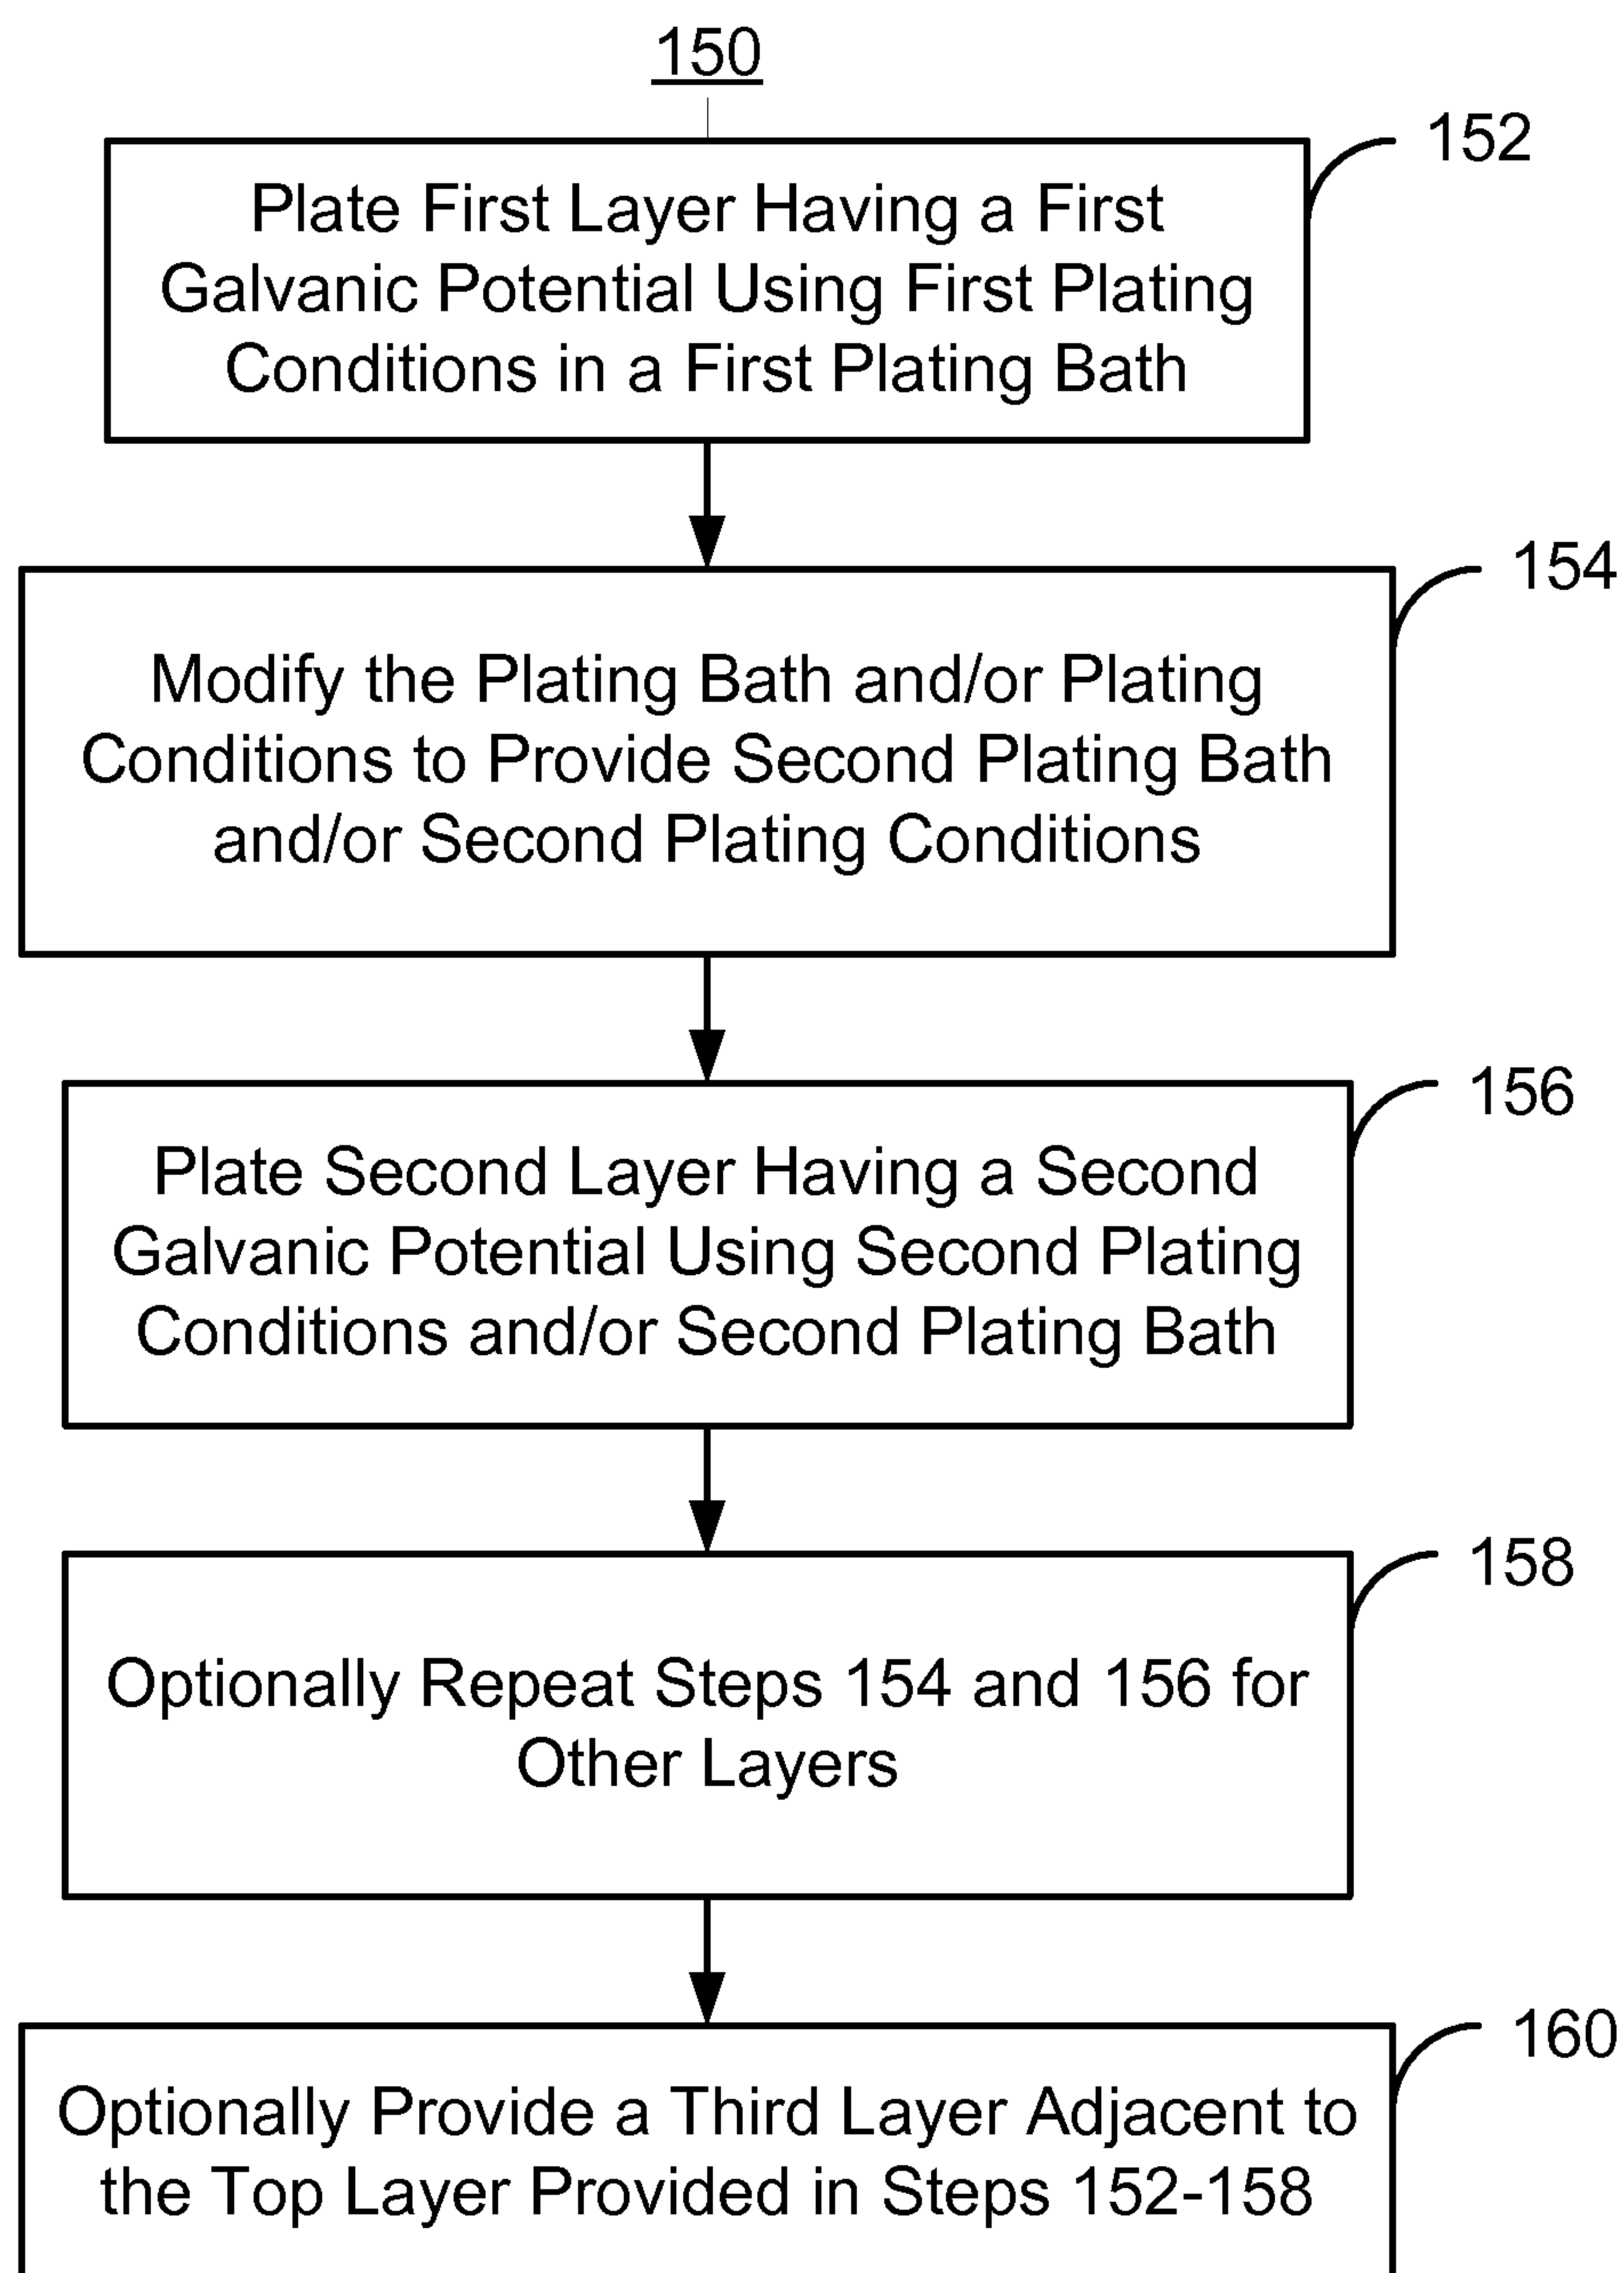 150
152
Plate First Layer Having a First
Galvanic Potential Using First Plating
Conditions in a First Plating Bath
154
Modify the Plating Bath and/or Plating
Conditions to Provide Second Plating Bath
and/or Second Plating Conditions
156
Plate Second Layer Having a Second
Galvanic Potential Using Second Plating
Conditions and/or Second Plating Bath
158
Optionally Repeat Steps 154 and 156 for
Other Layers
160
Optionally Provide a Third Layer Adjacent to
the Top Layer Provided in Steps 152-158